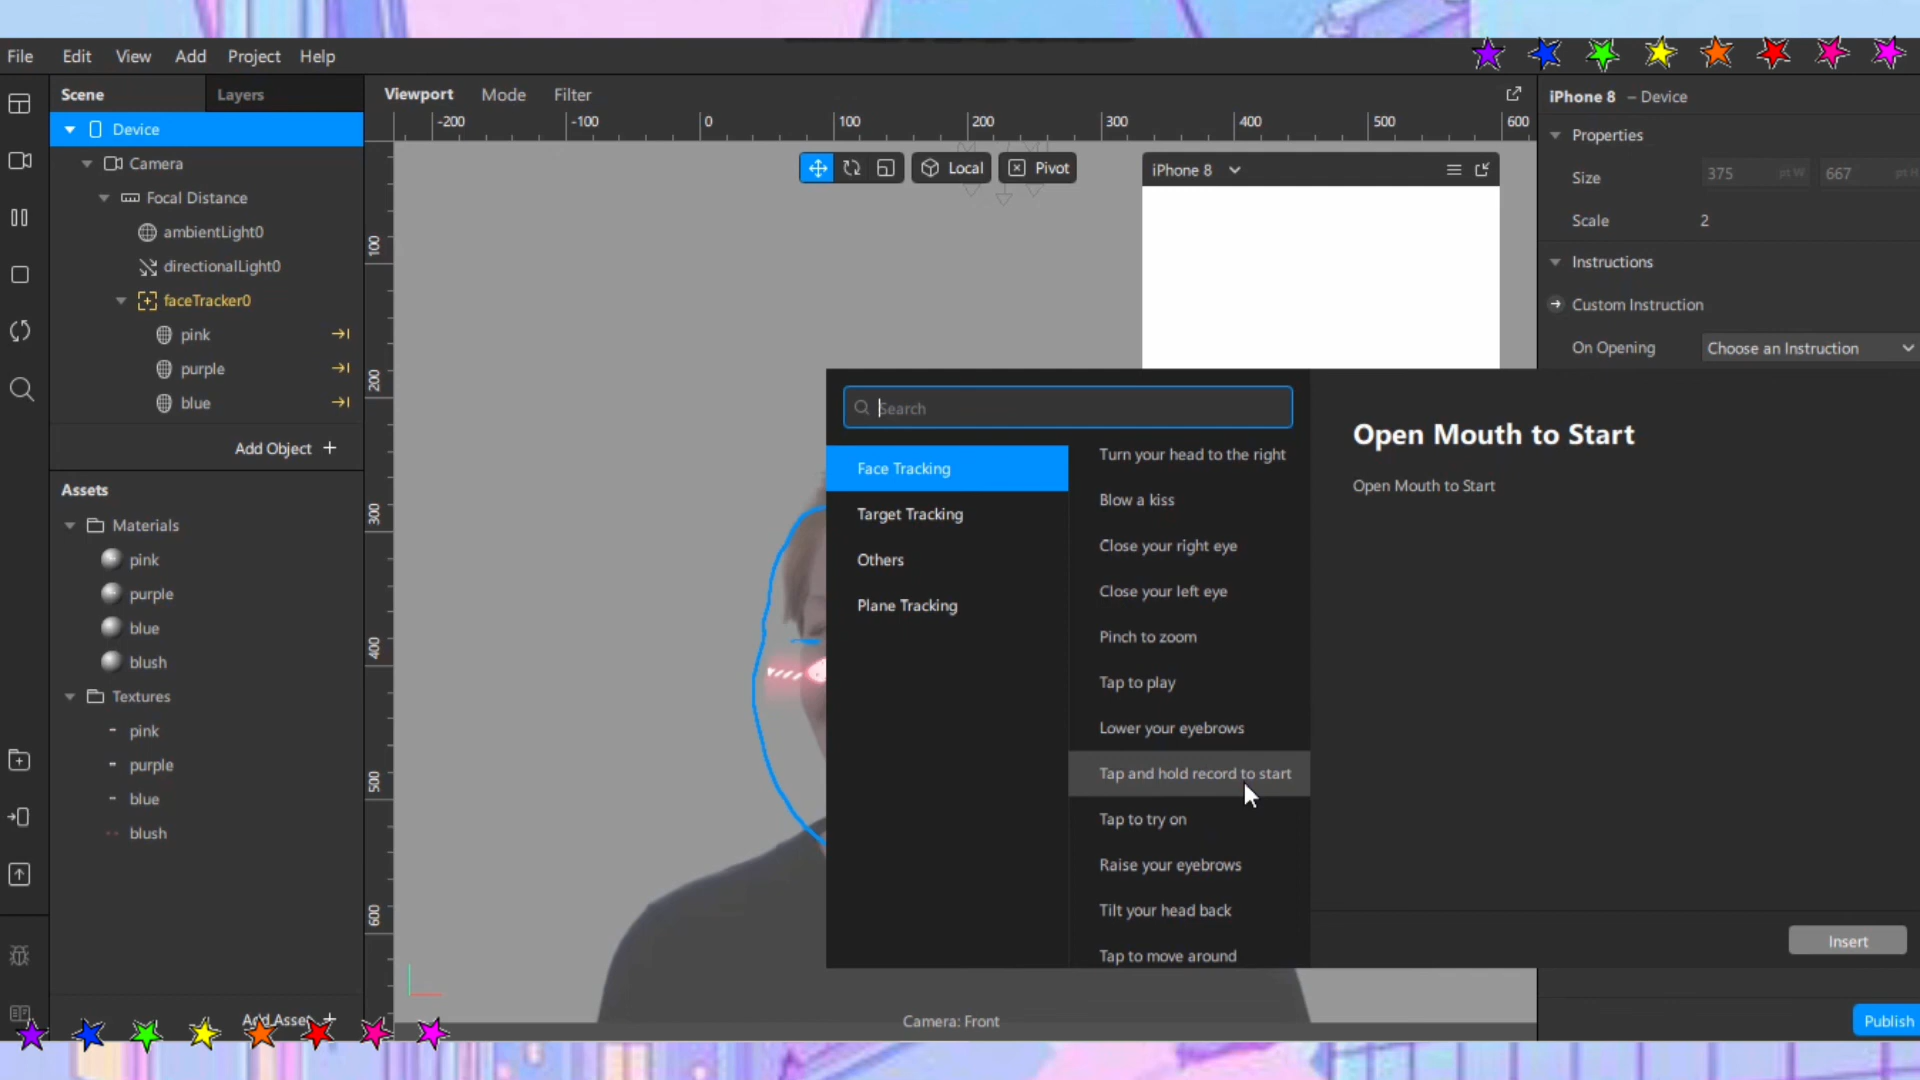 File Edit View Add Project Help
Scene Layers
Device
Camera
Focal Distance
ambientLight0
directionalLight0
faceTracker0
pink
purple
blue
Add Object +
Assets
Materials
pink
purple
blue
blush
Textures
pink
purple
blue
blush
Add Asset +
Viewport Mode Filter
-200 -100 0 100 200 300 400 500 600
100
200
300
400
500
600
Local Pivot
iPhone 8
Camera: Front
Search
Face Tracking
Target Tracking
Others
Plane Tracking
Turn your head to the right
Blow a kiss
Close your right eye
Close your left eye
Pinch to zoom
Tap to play
Lower your eyebrows
Tap and hold record to start
Tap to try on
Raise your eyebrows
Tilt your head back
Tap to move around
Open Mouth to Start
Open Mouth to Start
Insert
iPhone 8 – Device
Properties
Size 375 pt W 667 pt H
Scale 2
Instructions
Custom Instruction
On Opening Choose an Instruction
Publish